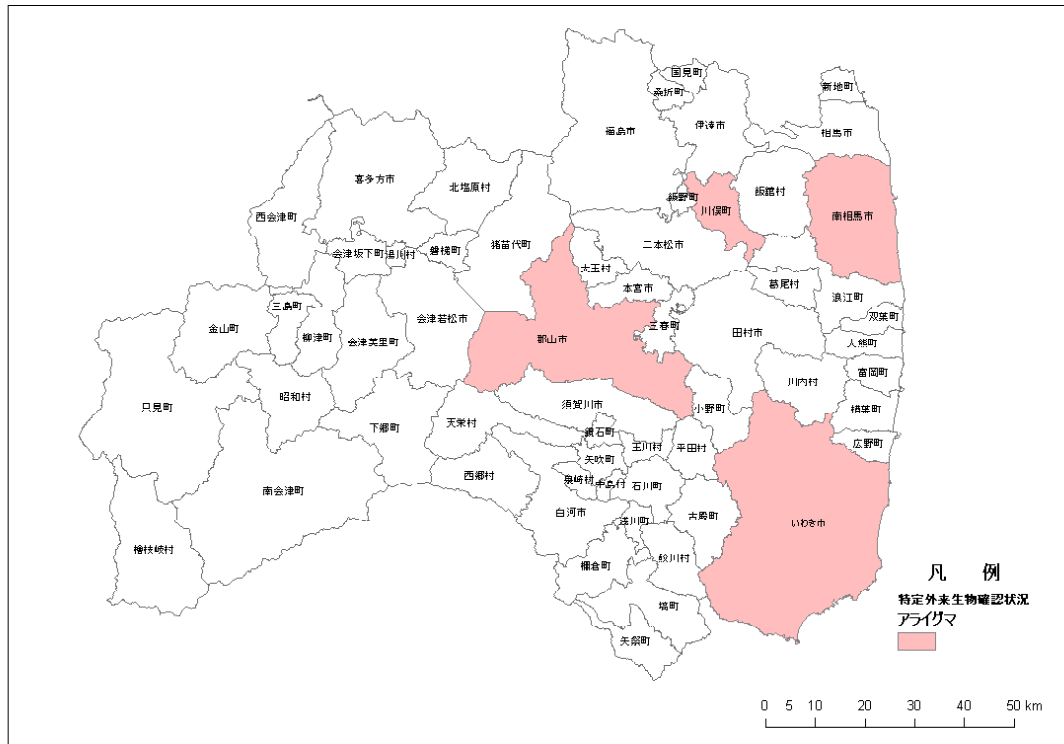 国見町
桑折町
新地町
福島市
伊達市
相馬市
喜多方市
北塩原村
飯野町
川俣町
飯舘村
南相馬市
西会津町
猪苗代町
二本松市
会津坂下町
湯川村
磐梯町
大玉村
本宮市
葛尾村
浪江町
三島町
金山町
柳津町
会津若松市
会津美里町
郡山市
三春町
田村市
双葉町
大熊町
富岡町
川内村
只見町
昭和村
下郷町
天栄村
須賀川市
小野町
楢葉町
鏡石町
玉川村
平田村
広野町
矢吹町
西郷村
泉崎村
中島村
石川町
南会津町
白河市
浅川町
古殿町
いわき市
檜枝岐村
棚倉町
鮫川村
塙町
矢祭町
凡 例
特定外来生物確認状況
アライグマ
0 5 10 20 30 40 50 km